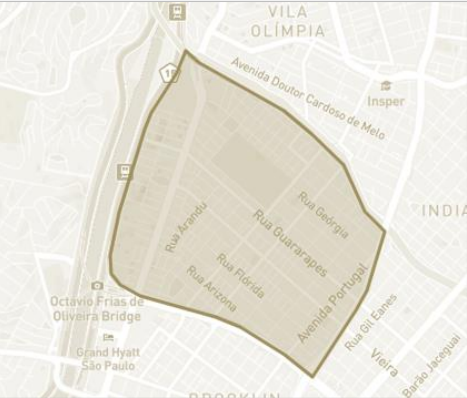 VILA
OLÍMPIA
Avenida Doutor Cardoso de Melo
Insper
INDIA
Rua Geórgia
Rua Guararapes
Rua Arandu
Rua Flórida
Rua Arizona
Avenida Portugal
Octávio Frias de
Oliveira Bridge
Rua Gil Eanes
Grand Hyatt
São Paulo
Vieira
Barão Jaceguai
BROOKLIN